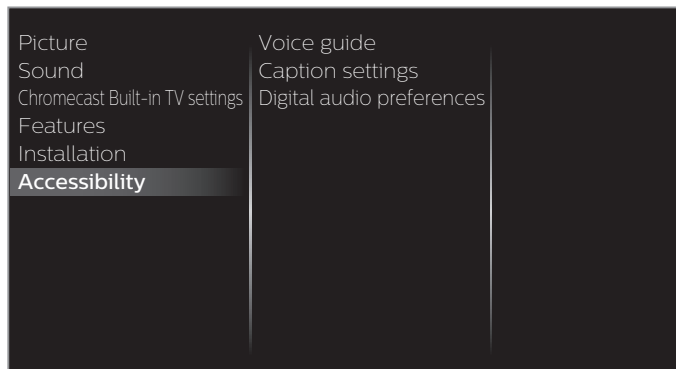 Picture
Sound
Chromecast Built-in TV settings
Features
Installation
Accessibility
Voice guide
Caption settings
Digital audio preferences